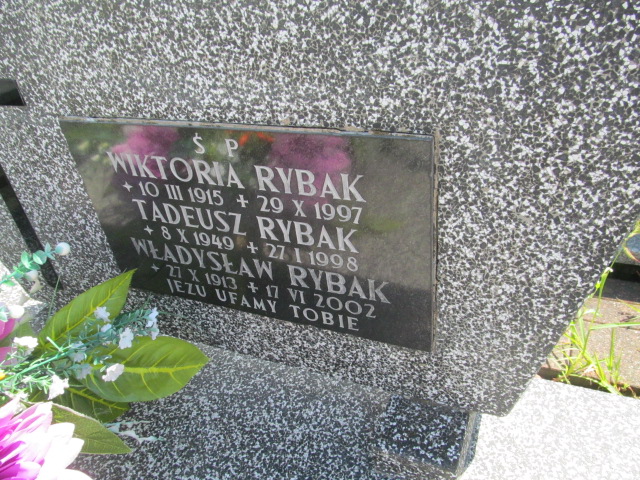 Ś P
WIKTORIA RYBAK
* 10 III 1915 + 29 X 1997
TADEUSZ RYBAK
* 8 X 1949 + 27 I 1998
WŁADYSŁAW RYBAK
* 27 X 1913 + 17 VI 2002
JEZU UFAMY TOBIE